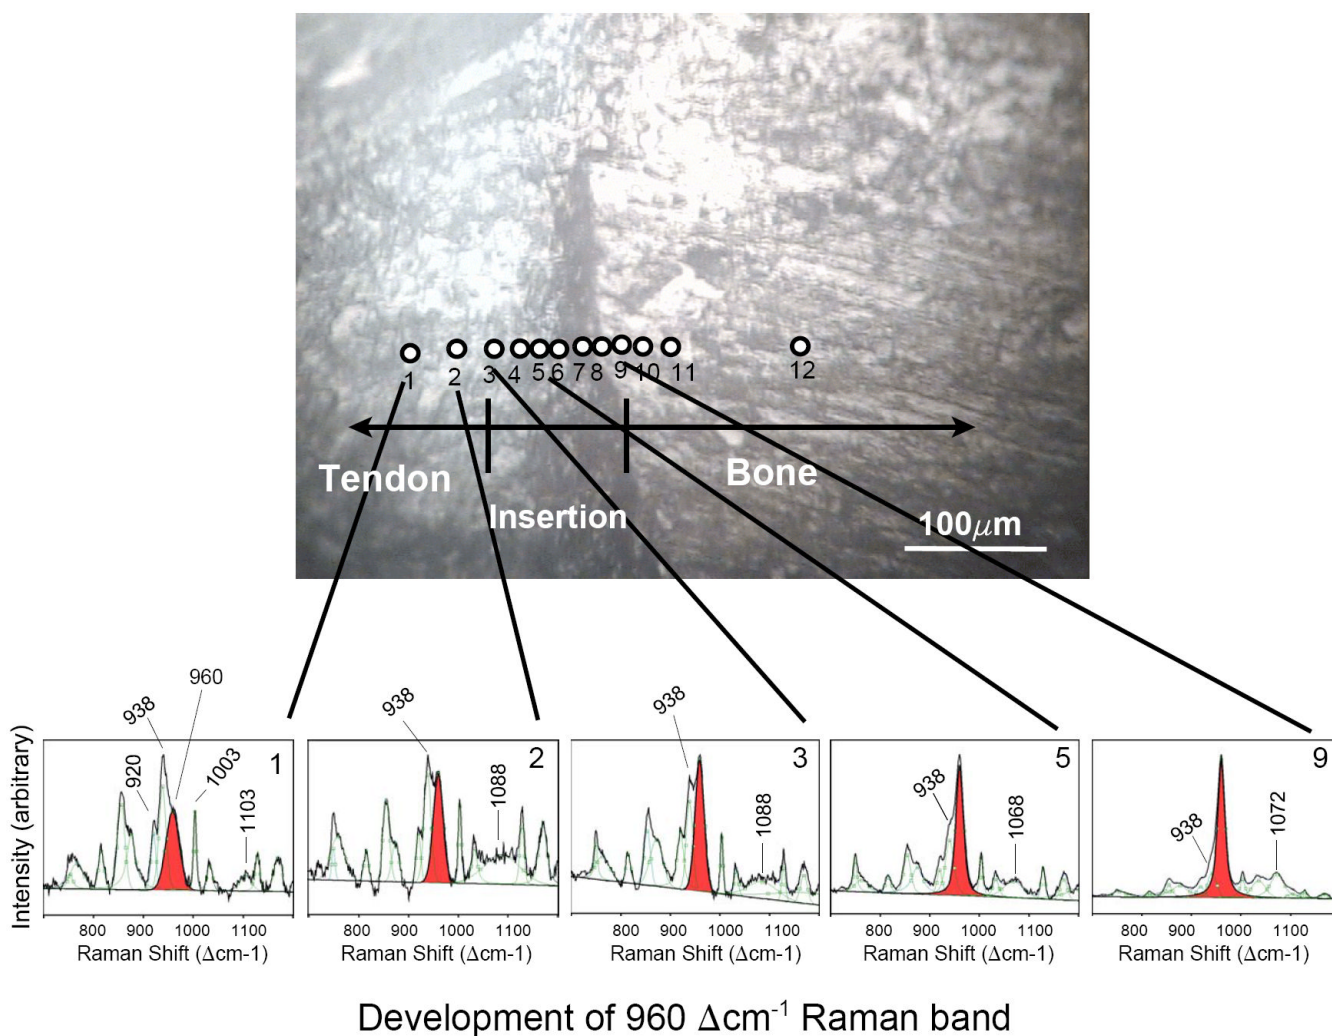 1 2 3 4 5 6 7 8 9 10 11 12
Tendon
Bone
Insertion
100μm
960
938
938
938
920
1003
1103
1
1088
2
1088
3
938
1068
5
938
1072
9
Intensity (arbitrary)
800 900 1000 1100
800 900 1000 1100
800 900 1000 1100
800 900 1000 1100
800 900 1000 1100
Raman Shift (Δcm-1)
Raman Shift (Δcm-1)
Raman Shift (Δcm-1)
Raman Shift (Δcm-1)
Raman Shift (Δcm-1)
Development of 960 Δcm⁻¹ Raman band